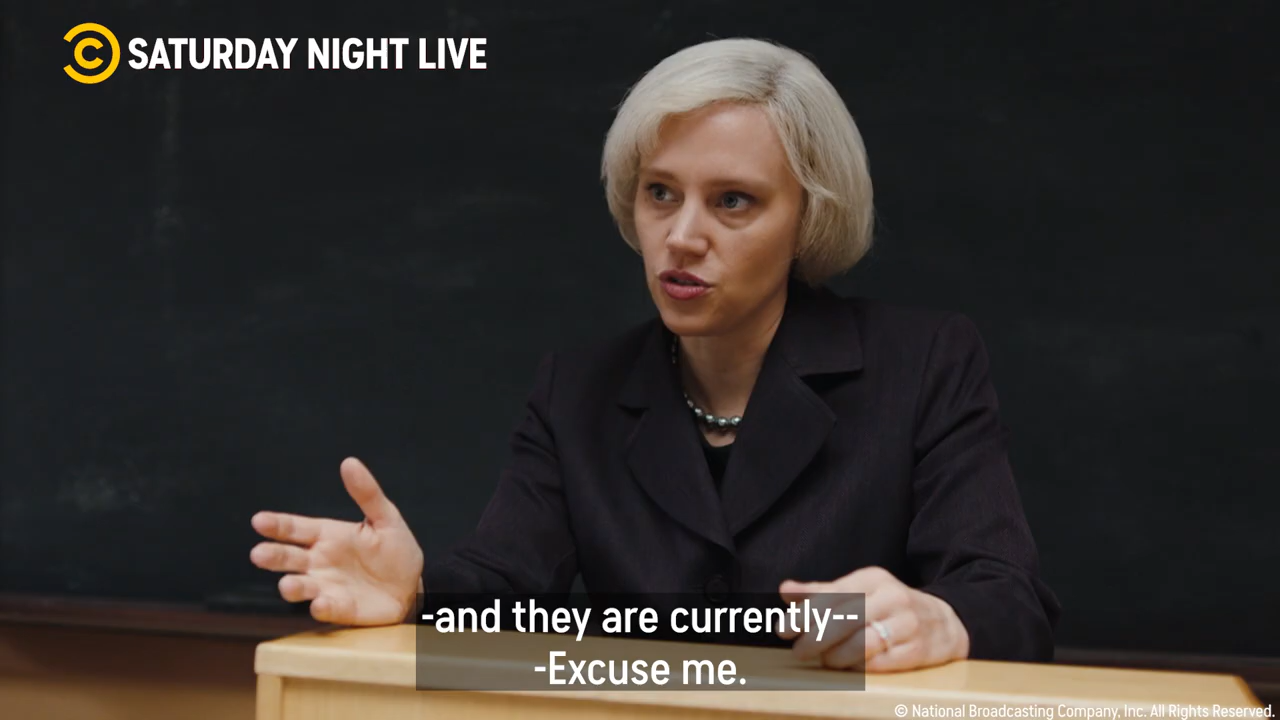 SATURDAY NIGHT LIVE
-and they are currently--
-Excuse me.
© National Broadcasting Company, Inc. All Rights Reserved.